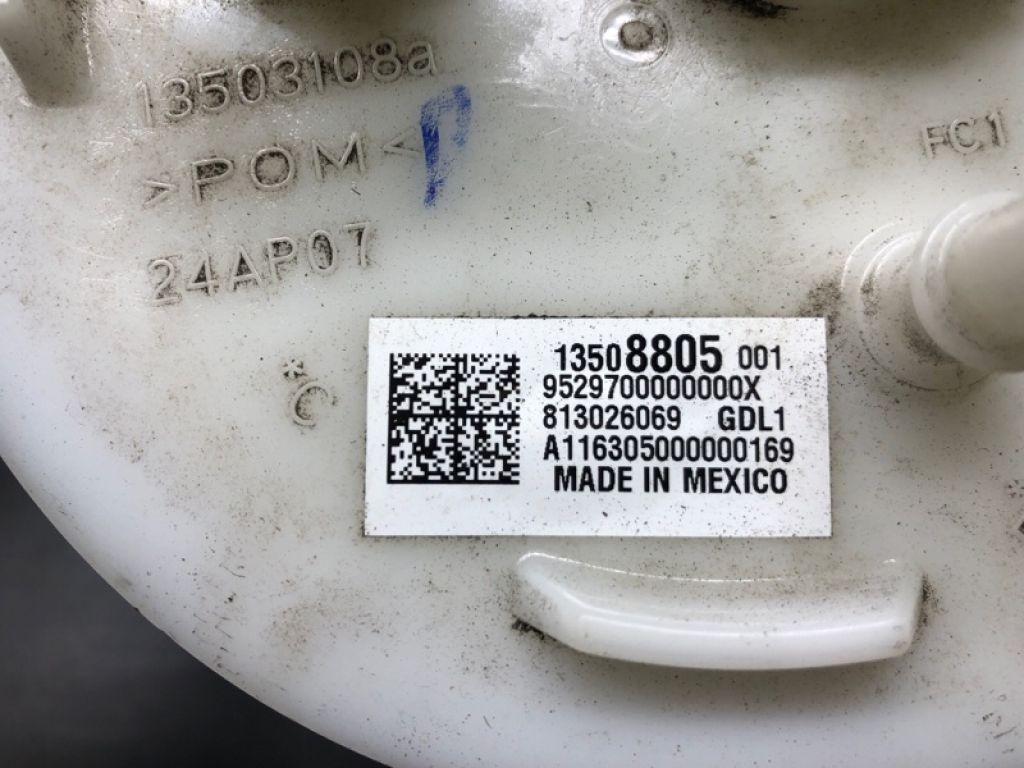 13503108a
>POM<
24AP07
FC1
*C
13508805 001
9529700000000X
813026069 GDL1
A116305000000169
MADE IN MEXICO